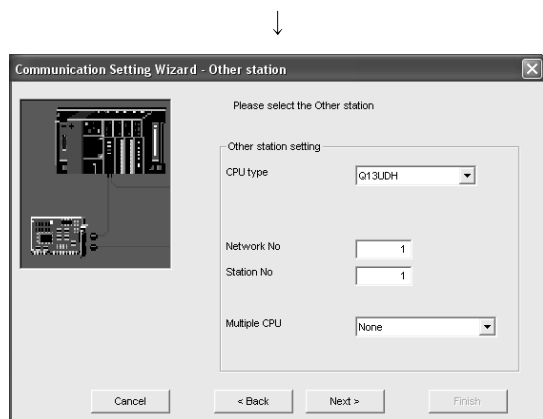 Communication Setting Wizard - Other station
Please select the Other station
Other station setting
CPU type
Q13UDH
Network No
1
Station No
1
Multiple CPU
None
Cancel
< Back
Next >
Finish